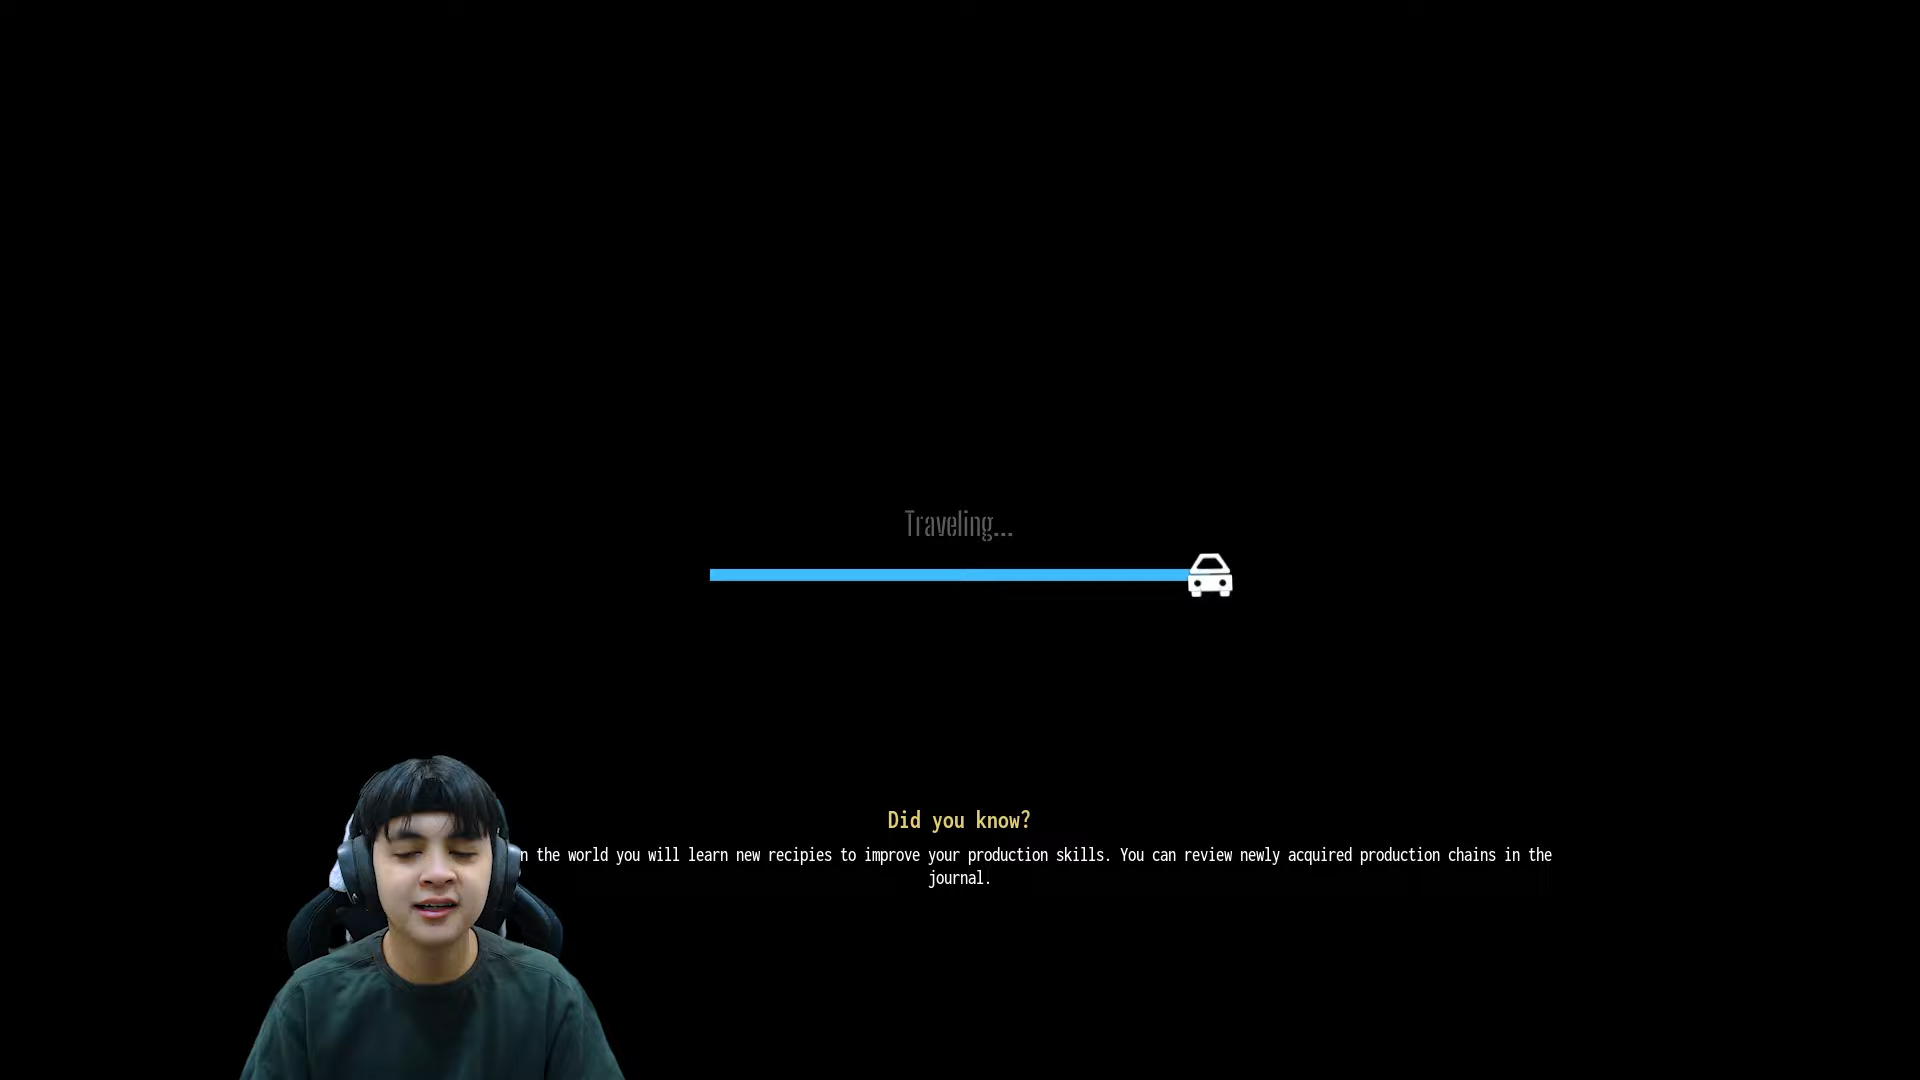 Traveling...
Did you know?
the world you will learn new recipies to improve your production skills. You can review newly acquired production chains in the
journal.